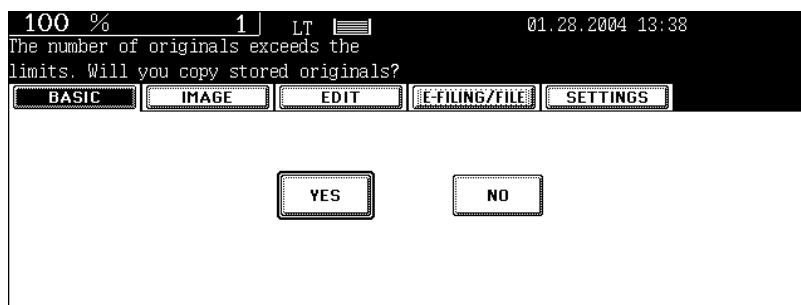 100 % 1 LT 01.28.2004 13:38
The number of originals exceeds the
limits. Will you copy stored originals?
BASIC IMAGE EDIT E-FILING/FILE SETTINGS
YES NO